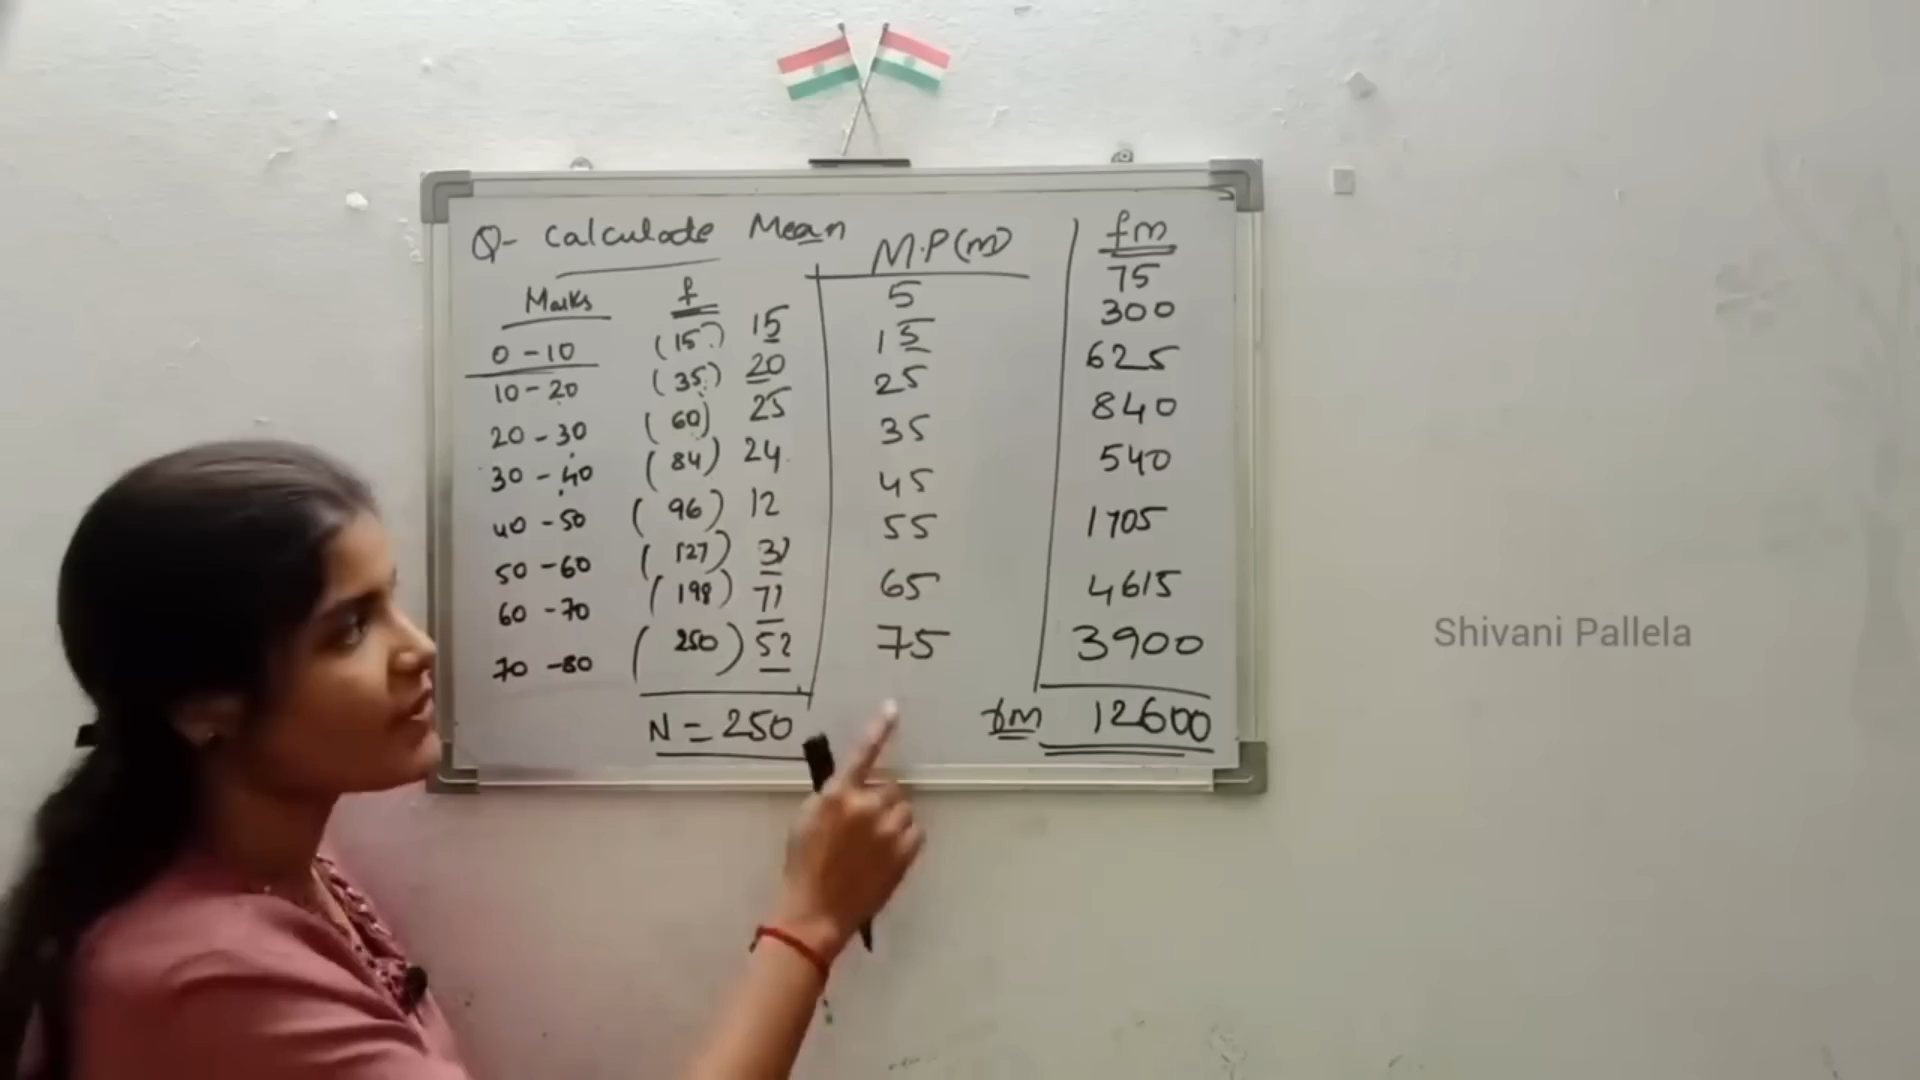 Q- Calculate Mean M.P(m) fm
Marks f 5 75
0-10 (15) 15 15 300
10-20 (35) 20 25 625
20-30 (60) 25 35 840
30-40 (84) 24 45 540
40-50 (96) 12 55 1705
50-60 (127) 31 65 4615
60-70 (198) 71 75 3900
70-80 (250) 52
N = 250 fm 12600
Shivani Pallela